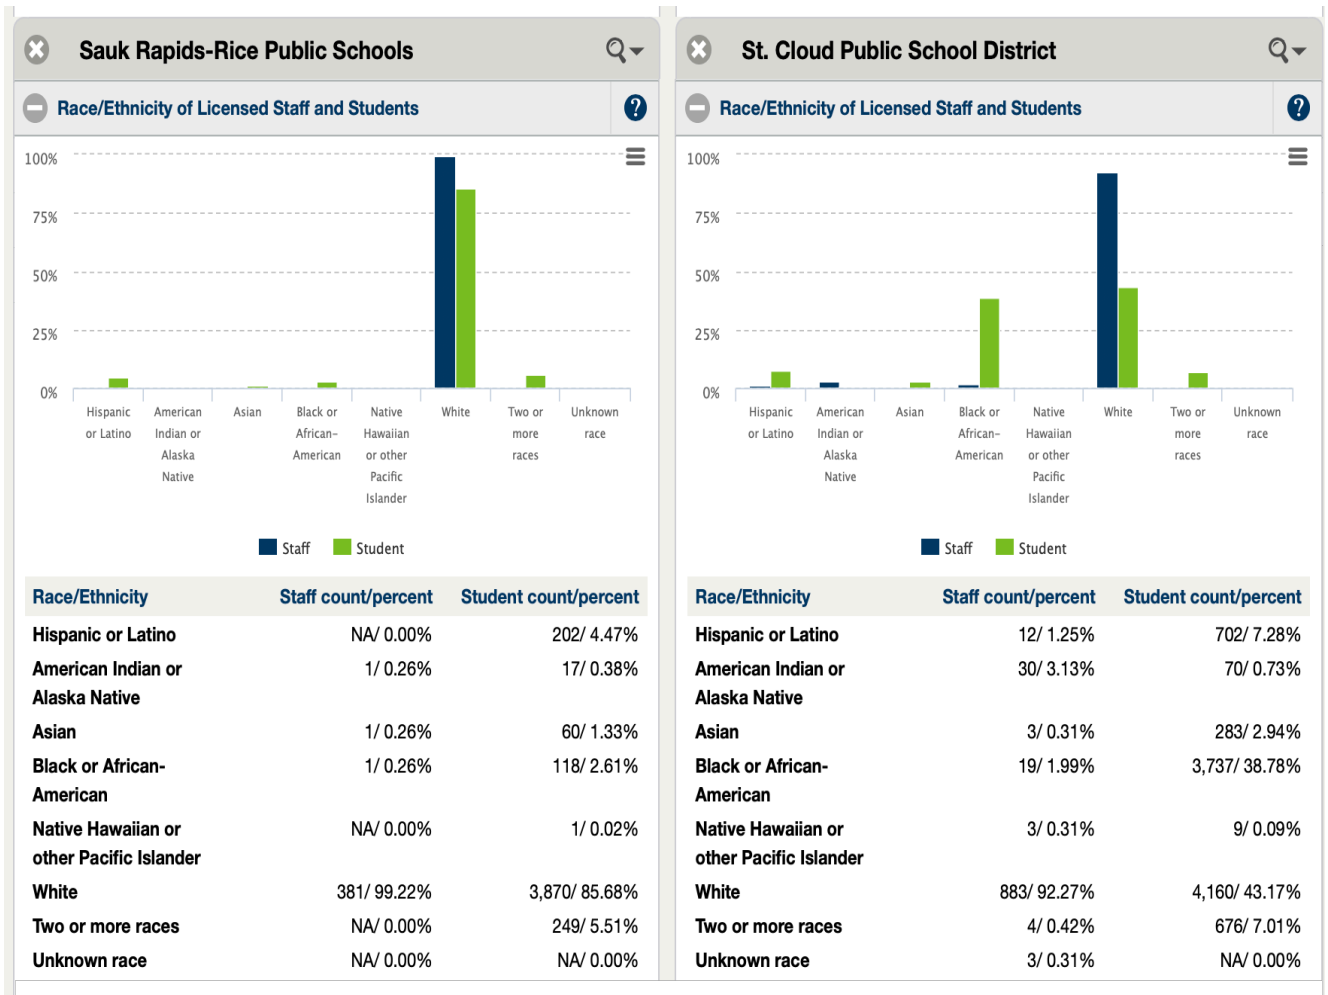 Sauk Rapids-Rice Public Schools
Race/Ethnicity of Licensed Staff and Students
?
100%
75%
50%
25%
0%
Hispanic or Latino
American Indian or Alaska Native
Asian
Black or African-American
Native Hawaiian or other Pacific Islander
White
Two or more races
Unknown race
Staff Student
Race/Ethnicity Staff count/percent Student count/percent
Hispanic or Latino NA/ 0.00% 202/ 4.47%
American Indian or 1/ 0.26% 17/ 0.38%
Alaska Native
Asian 1/ 0.26% 60/ 1.33%
Black or African- 1/ 0.26% 118/ 2.61%
American
Native Hawaiian or NA/ 0.00% 1/ 0.02%
other Pacific Islander
White 381/ 99.22% 3,870/ 85.68%
Two or more races NA/ 0.00% 249/ 5.51%
Unknown race NA/ 0.00% NA/ 0.00%
St. Cloud Public School District
Race/Ethnicity of Licensed Staff and Students
?
100%
75%
50%
25%
0%
Hispanic or Latino
American Indian or Alaska Native
Asian
Black or African-American
Native Hawaiian or other Pacific Islander
White
Two or more races
Unknown race
Staff Student
Race/Ethnicity Staff count/percent Student count/percent
Hispanic or Latino 12/ 1.25% 702/ 7.28%
American Indian or 30/ 3.13% 70/ 0.73%
Alaska Native
Asian 3/ 0.31% 283/ 2.94%
Black or African- 19/ 1.99% 3,737/ 38.78%
American
Native Hawaiian or 3/ 0.31% 9/ 0.09%
other Pacific Islander
White 883/ 92.27% 4,160/ 43.17%
Two or more races 4/ 0.42% 676/ 7.01%
Unknown race 3/ 0.31% NA/ 0.00%